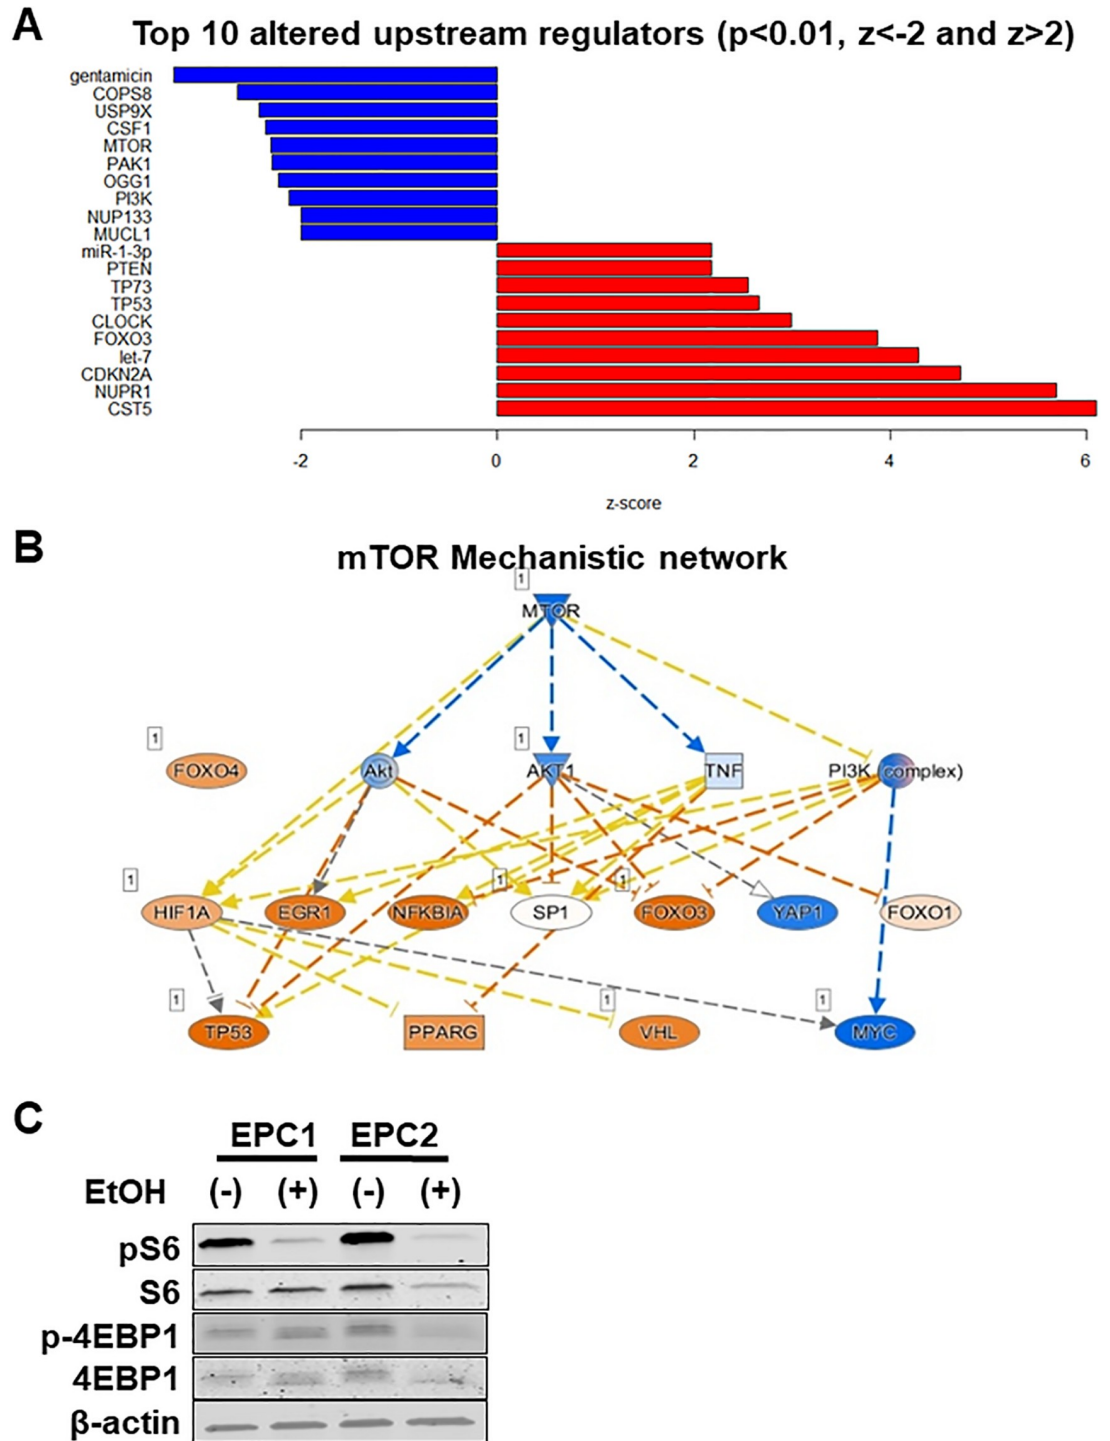 A
Top 10 altered upstream regulators (p<0.01, z<-2 and z>2)
gentamicin
COPS8
USP9X
CSF1
MTOR
PAK1
OGG1
PI3K
NUP133
MUCL1
miR-1-3p
PTEN
TP73
TP53
CLOCK
FOXO3
let-7
CDKN2A
NUPR1
CST5
-2 0 2 4 6
z-score
B
mTOR Mechanistic network
1
MTOR
1 1
FOXO4 Akt AKT1 TNF PI3K (complex)
1 1 1
HIF1A EGR1 NFKBIA SP1 FOXO3 YAP1 FOXO1
1 1 1
TP53 PPARG VHL MYC
C
EPC1 EPC2
EtOH (-) (+) (-) (+)
pS6
S6
p-4EBP1
4EBP1
β-actin